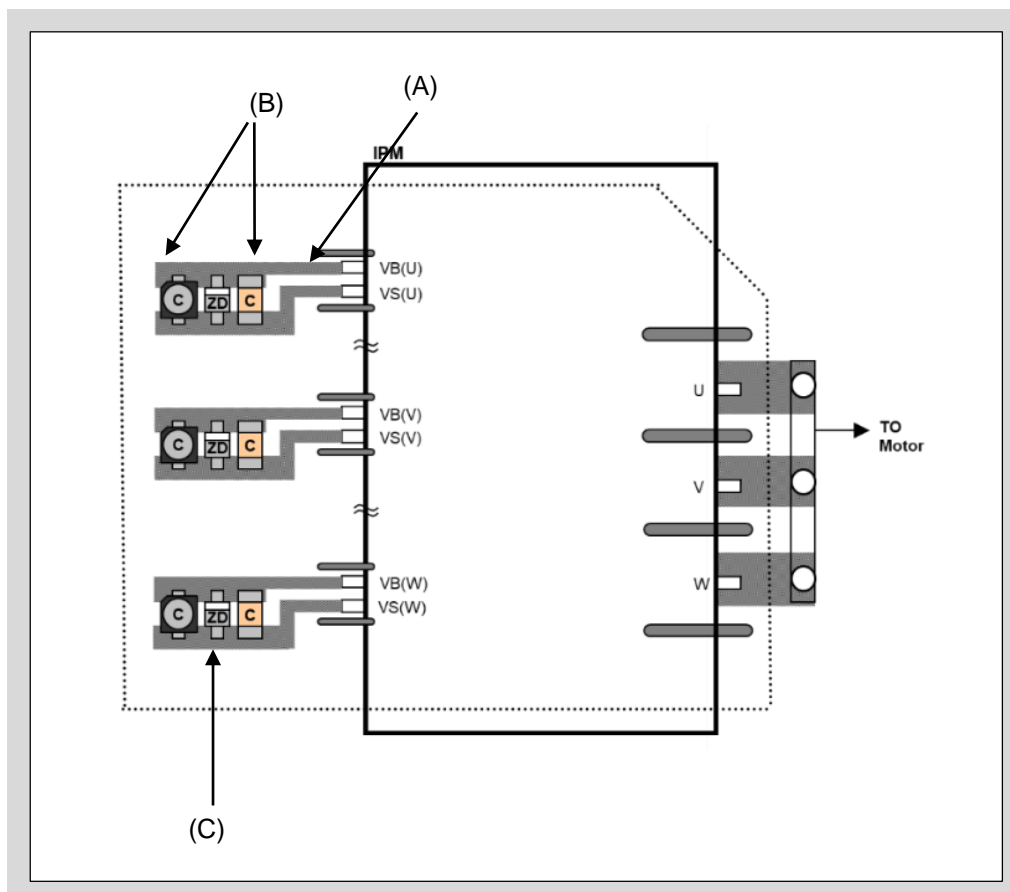 (A)
(B)
IPM
VB(U)
C ZD C
VS(U)
U
VB(V)
TO
C ZD C
VS(V)
Motor
V
VB(W)
W
C ZD C
VS(W)
(C)